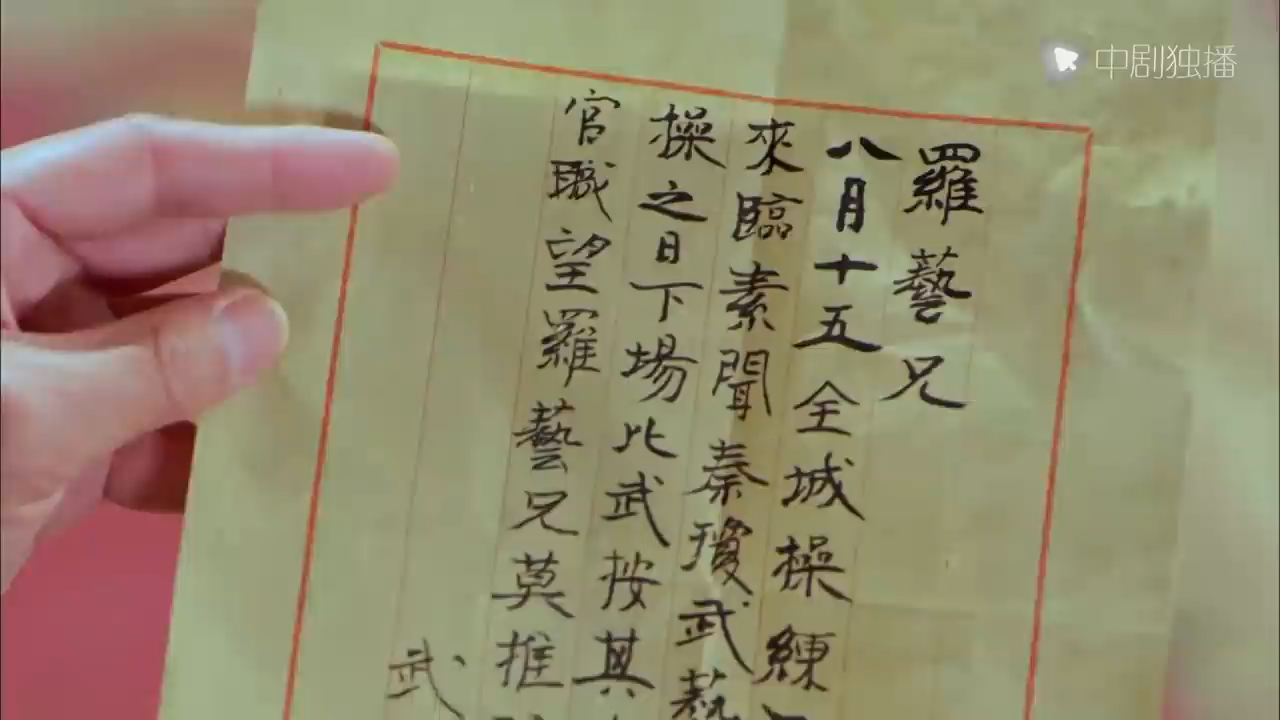 羅藝兄
八月十五全城操練
來臨素聞秦瓊武藝
操之日下場比武按其
官職望羅藝兄莫推
武
中剧独播